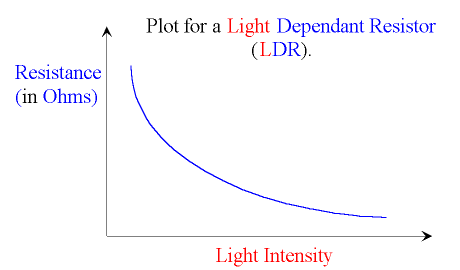 Plot for a Light Dependant Resistor
(LDR).
Resistance
(in Ohms)
Light Intensity